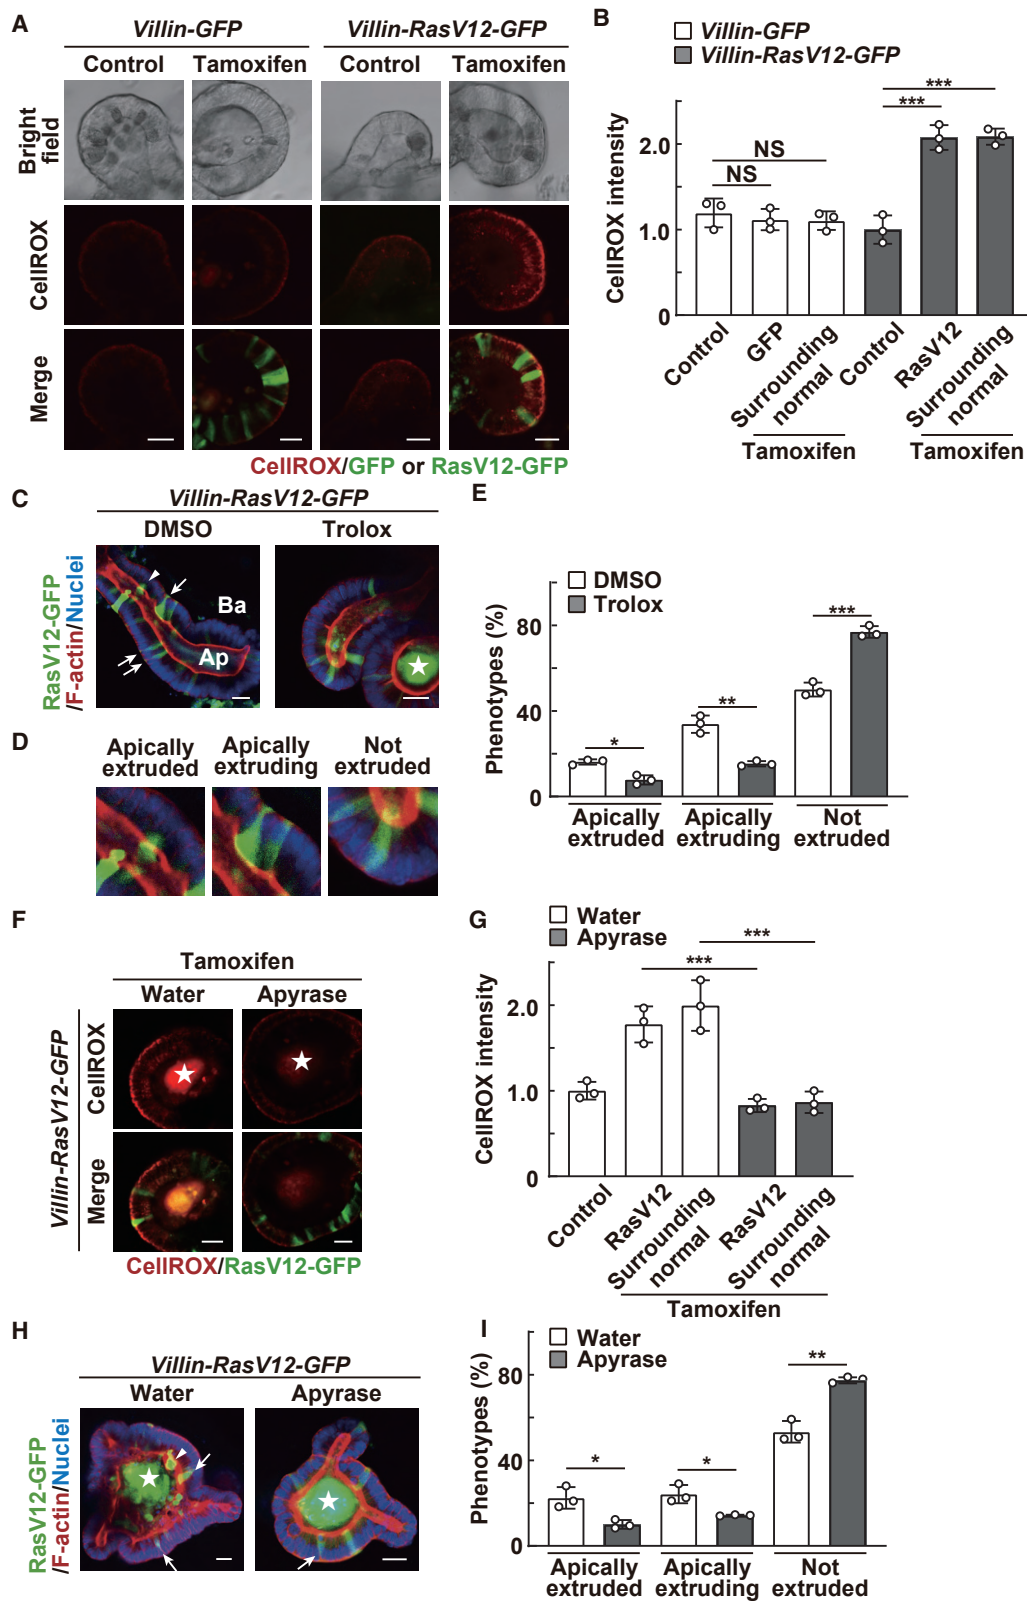 A
Villin-GFP
Villin-RasV12-GFP
Control
Tamoxifen
Control
Tamoxifen
Bright
field
CellROX
Merge
CellROX/GFP or RasV12-GFP
B
Villin-GFP
Villin-RasV12-GFP
***
***
NS
NS
CellROX intensity
2.0
1.0
0
Control
GFP
Surrounding
normal
Control
RasV12
Surrounding
normal
Tamoxifen
Tamoxifen
C
Villin-RasV12-GFP
DMSO
Trolox
RasV12-GFP
/F-actin/Nuclei
Ba
Ap
D
Apically
extruded
Apically
extruding
Not
extruded
E
DMSO
Trolox
Phenotypes (%)
80
40
0
*
**
***
Apically
extruded
Apically
extruding
Not
extruded
F
Tamoxifen
Water
Apyrase
Villin-RasV12-GFP
CellROX
Merge
CellROX/RasV12-GFP
G
Water
Apyrase
***
***
CellROX intensity
2.0
1.0
0
Control
RasV12
Surrounding
normal
RasV12
Surrounding
normal
Tamoxifen
H
Villin-RasV12-GFP
Water
Apyrase
RasV12-GFP
/F-actin/Nuclei
I
Water
Apyrase
Phenotypes (%)
80
40
0
*
*
**
Apically
extruded
Apically
extruding
Not
extruded